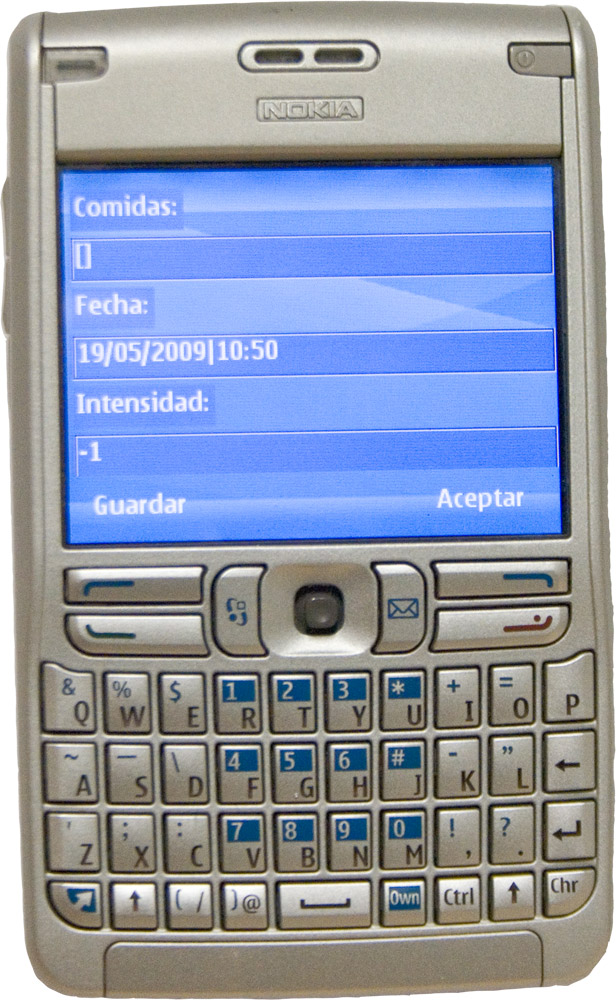 NOKIA
Comidas:
[]
Fecha:
19/05/2009|10:50
Intensidad:
-1
Guardar Aceptar
& Q % W $ E 1 R 2 T 3 Y * U + I = O P
~ A _ S \ D 4 F 5 G 6 H # J - K " L ←
' Z ; X : C 7 V 8 B 9 N 0 M ! , ? . ↵
↑ ( / ) @ Own Ctrl ↑ Chr